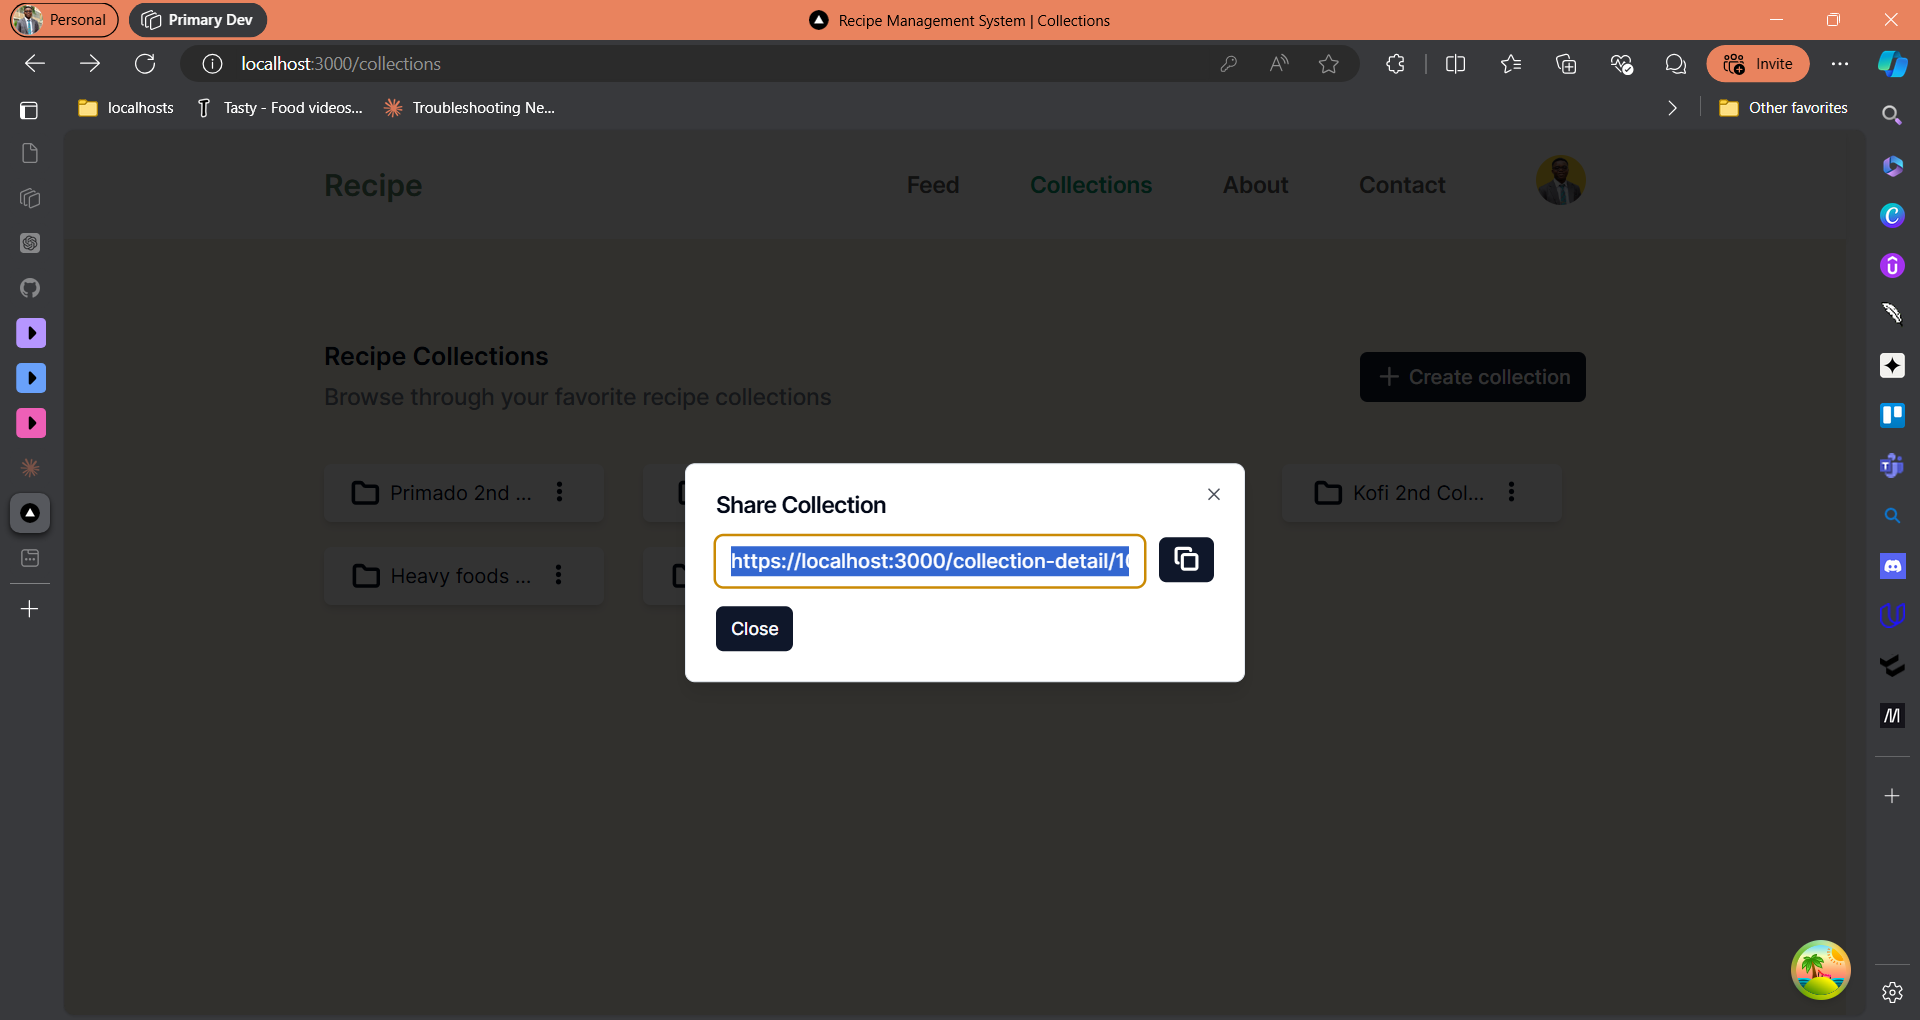 Personal
Primary Dev
Recipe Management System | Collections
localhost:3000/collections
Invite
localhosts
Tasty - Food videos...
Troubleshooting Ne...
Other favorites
Recipe
Feed
Collections
About
Contact
Recipe Collections
Browse through your favorite recipe collections
Create collection
Primado 2nd ...
Kofi 2nd Col...
Heavy foods ...
Share Collection
https://localhost:3000/collection-detail/1
Close